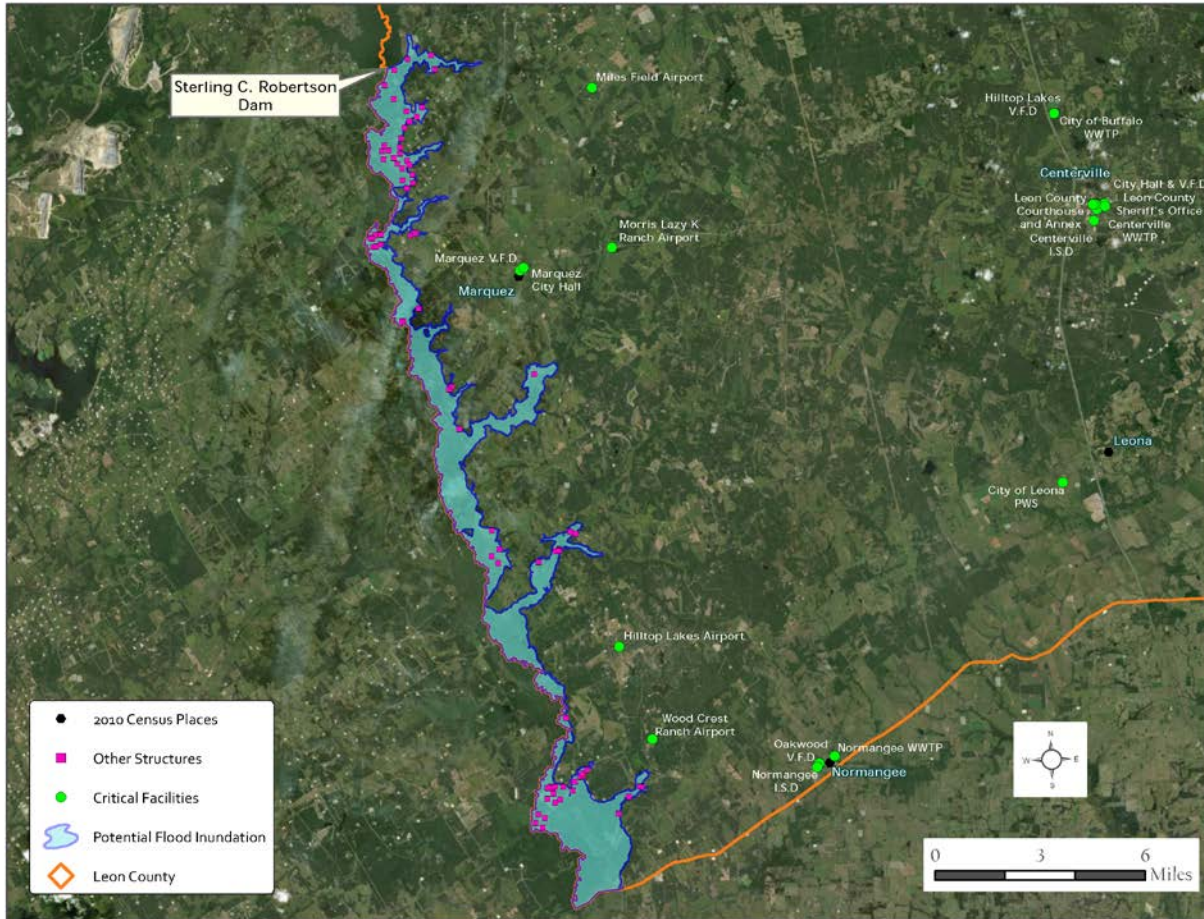 Sterling C. Robertson
Dam
Miles Field Airport
Hilltop Lakes
V.F.D
City of Buffalo
WWTP
Centerville
City Hall & V.F.D
Leon County
Courthouse
and Annex
Leon County
Sheriff's Office
Centerville
WWTP
Centerville
I.S.D
Morris Lazy K
Ranch Airport
Marquez V.F.D
Marquez
City Hall
Marquez
Leona
City of Leona
PWS
Hilltop Lakes Airport
Wood Crest
Ranch Airport
Oakwood
V.F.D
Normangee WWTP
Normangee
Normangee
I.S.D
2010 Census Places
Other Structures
Critical Facilities
Potential Flood Inundation
Leon County
N
W E
S
0 3 6
Miles